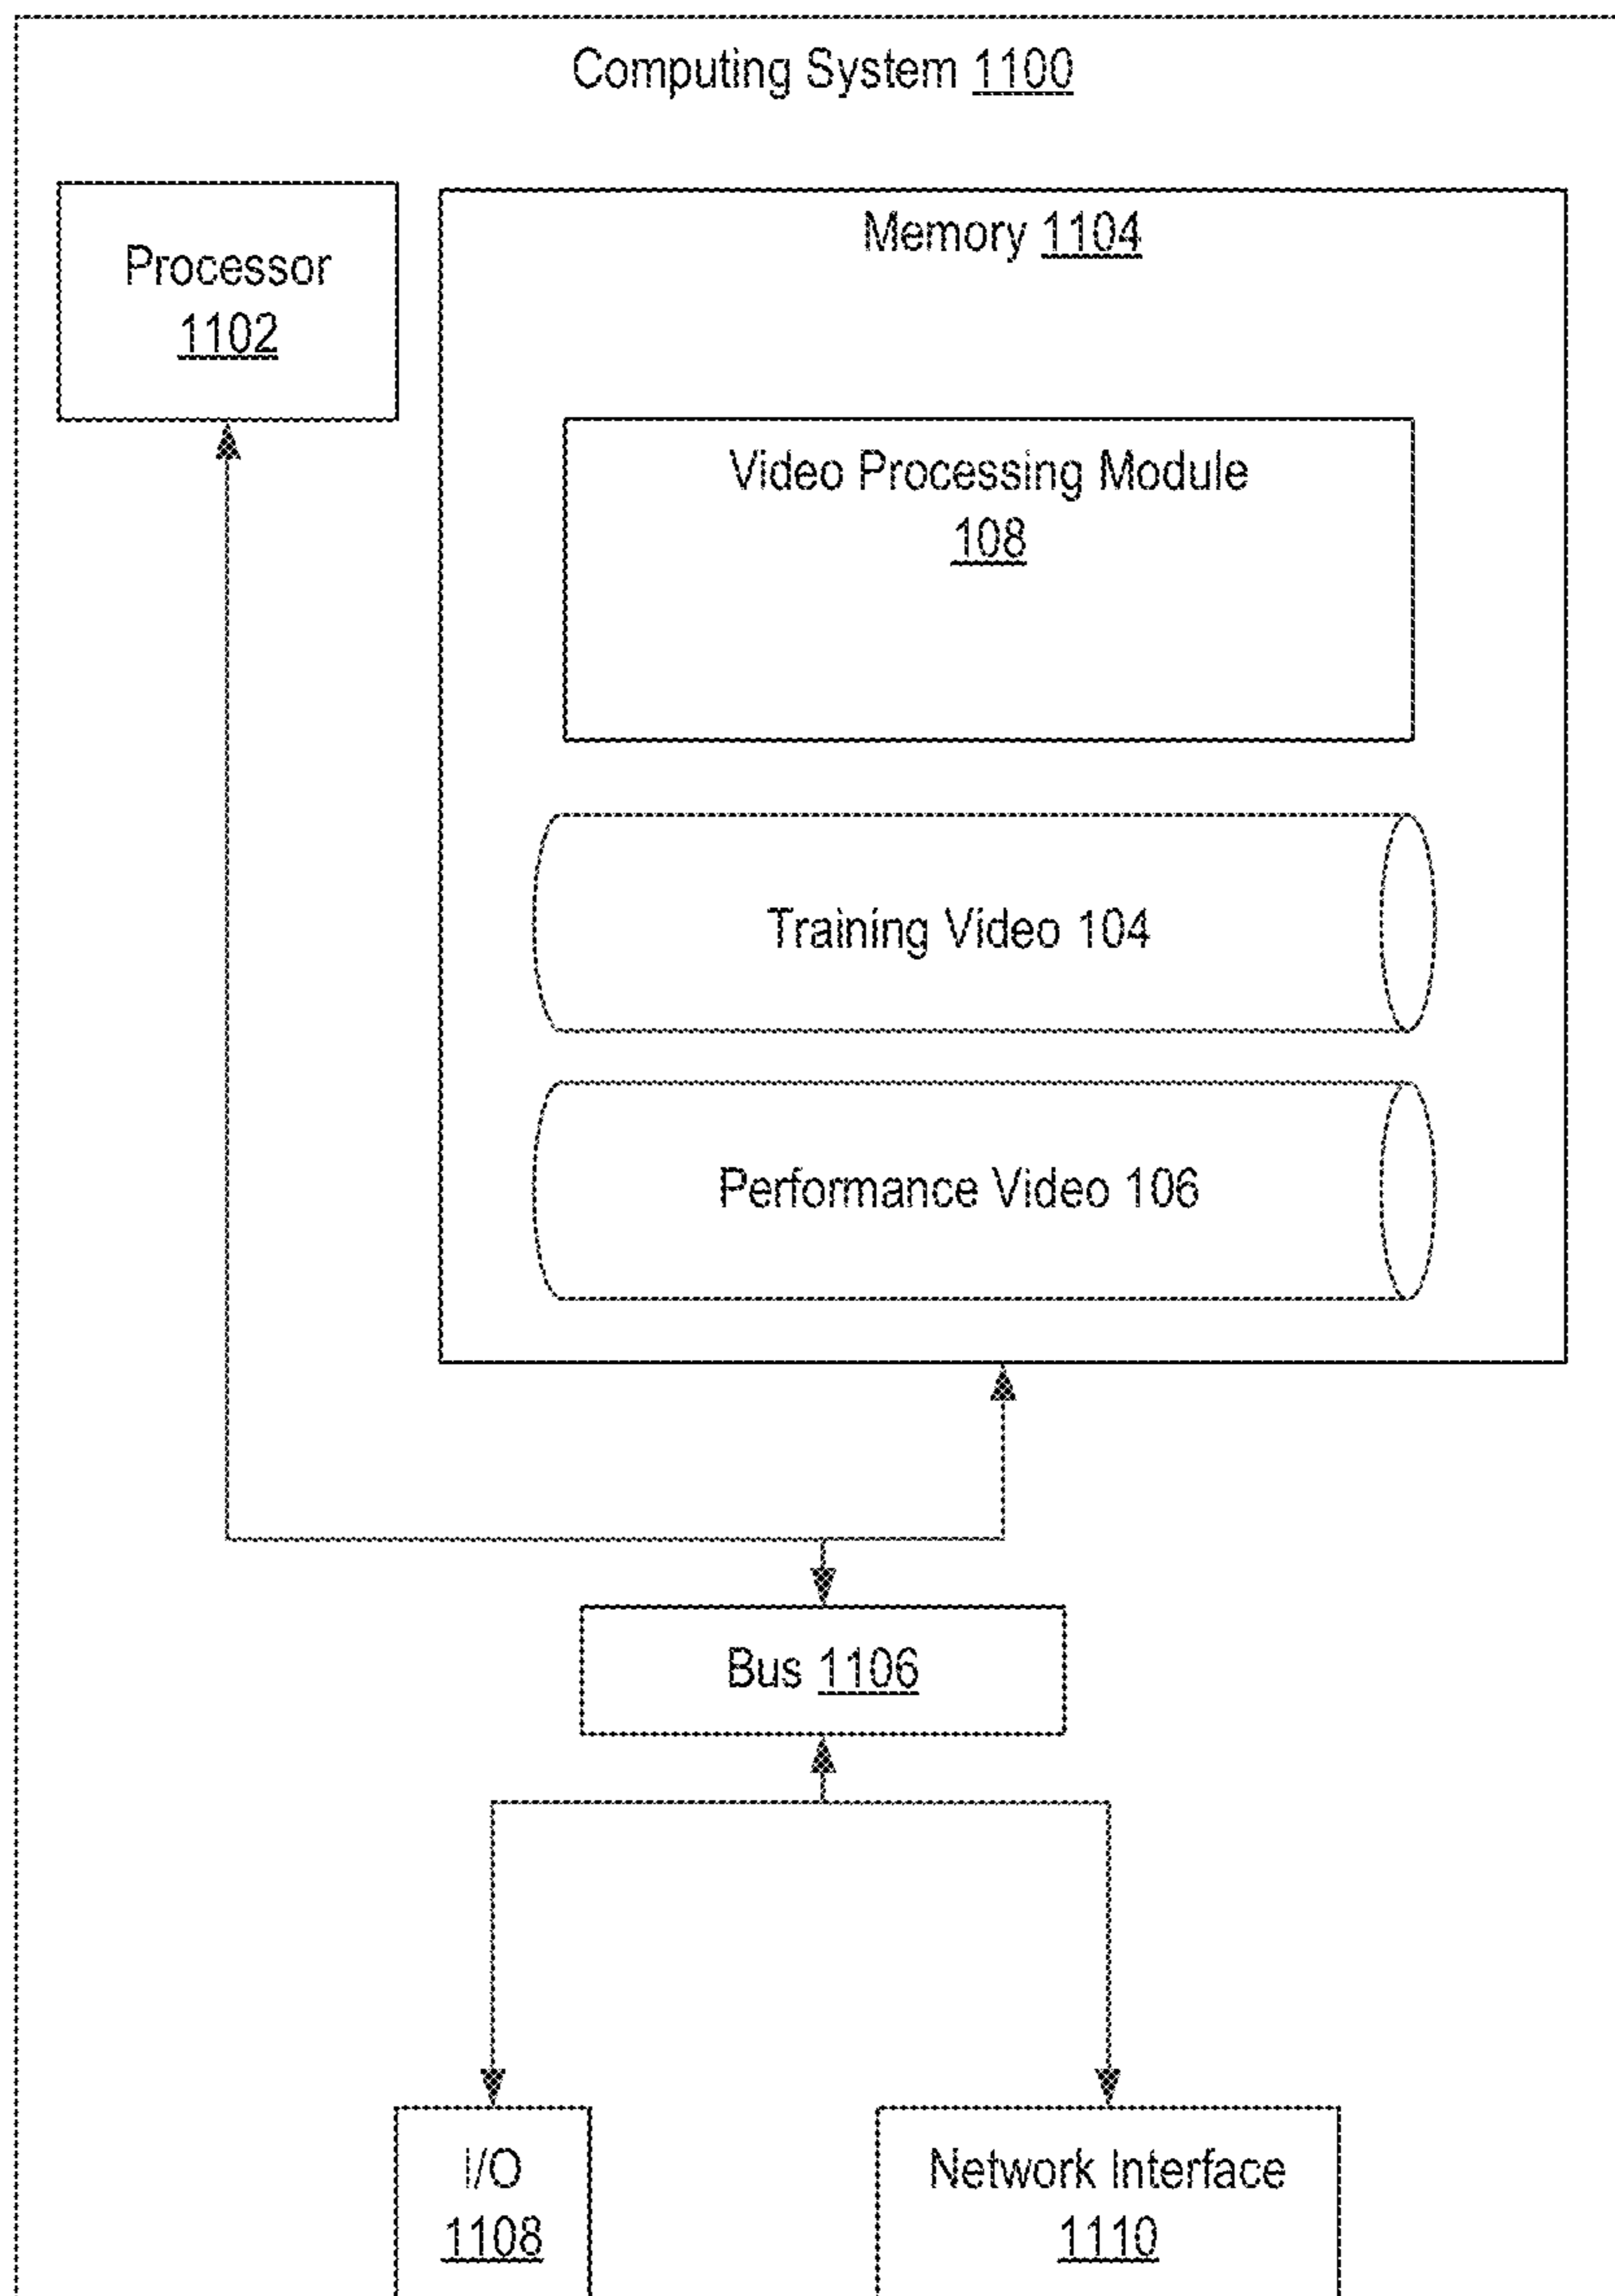 Computing System 1100
Processor
1102
Memory 1104
Video Processing Module
108
Training Video 104
Performance Video 106
Bus 1106
I/O
1108
Network Interface
1110